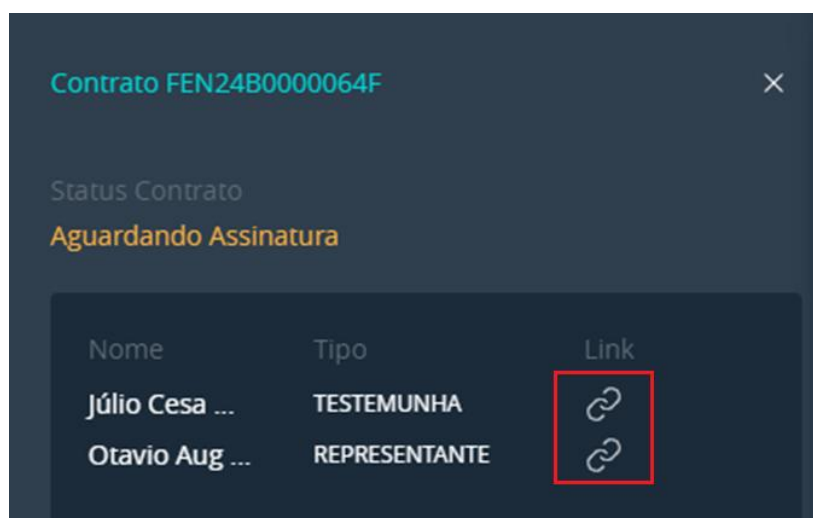 Contrato FEN24B0000064F
Status Contrato
Aguardando Assinatura
Nome Tipo Link
Júlio Cesa ... TESTEMUNHA
Otavio Aug ... REPRESENTANTE